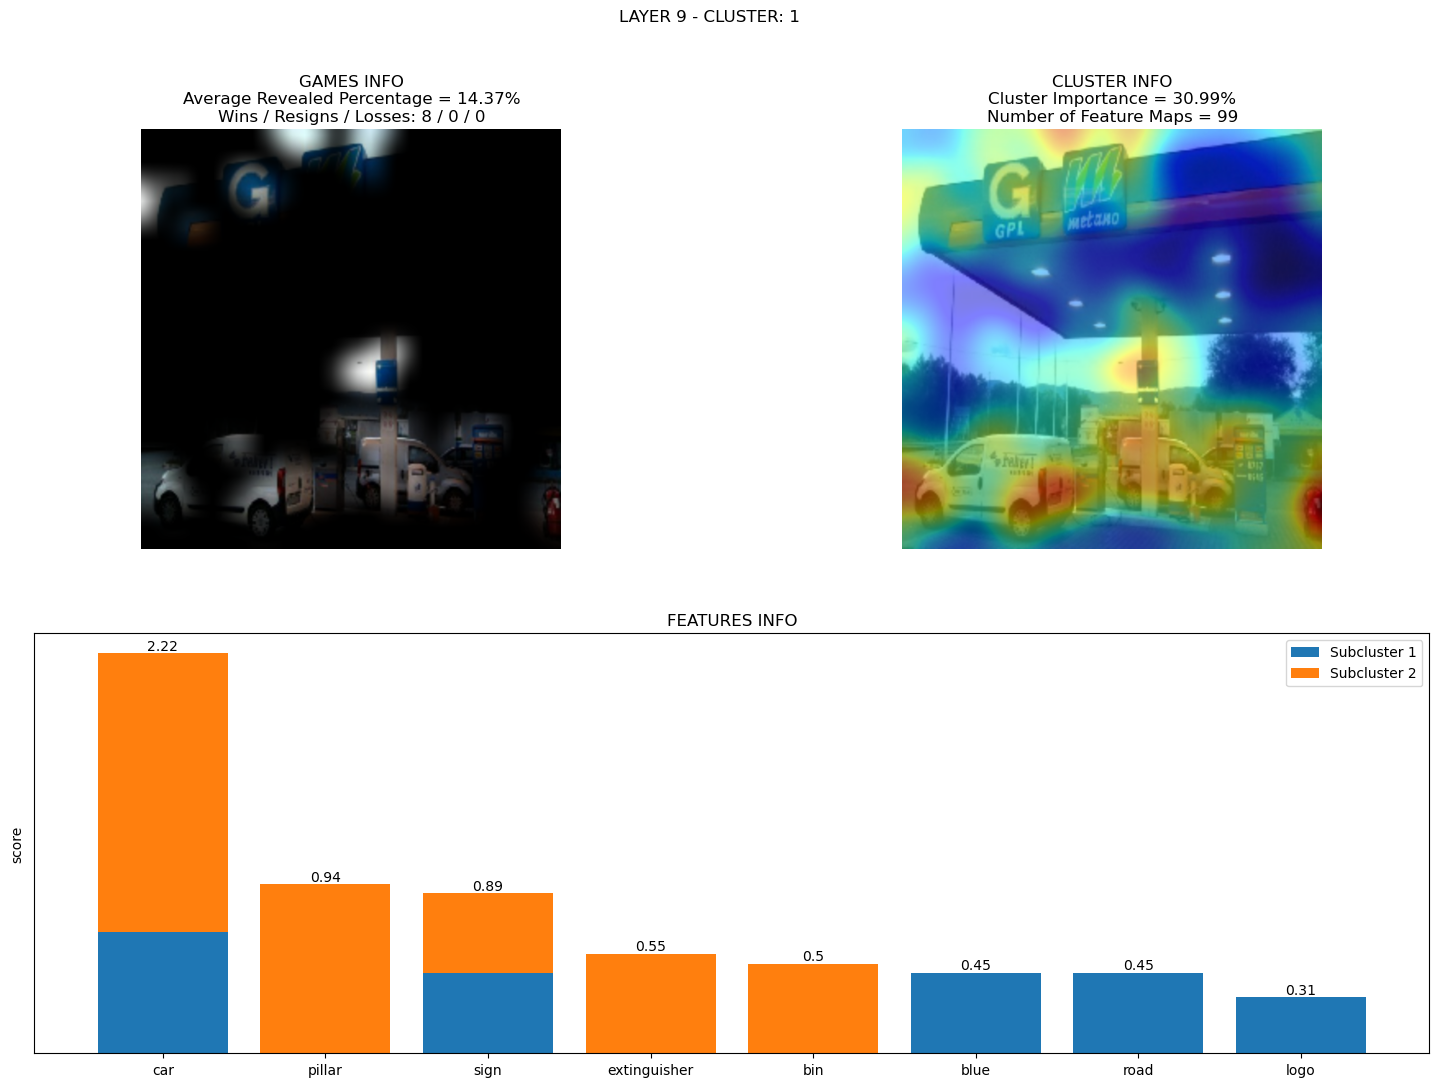 LAYER 9 - CLUSTER: 1
GAMES INFO
Average Revealed Percentage = 14.37%
Wins / Resigns / Losses: 8 / 0 / 0
G
CLUSTER INFO
Cluster Importance = 30.99%
Number of Feature Maps = 99
G
GPL
metano
FEATURES INFO
score
2.22
0.94
0.89
0.55
0.5
0.45
0.45
0.31
Subcluster 1
Subcluster 2
car
pillar
sign
extinguisher
bin
blue
road
logo